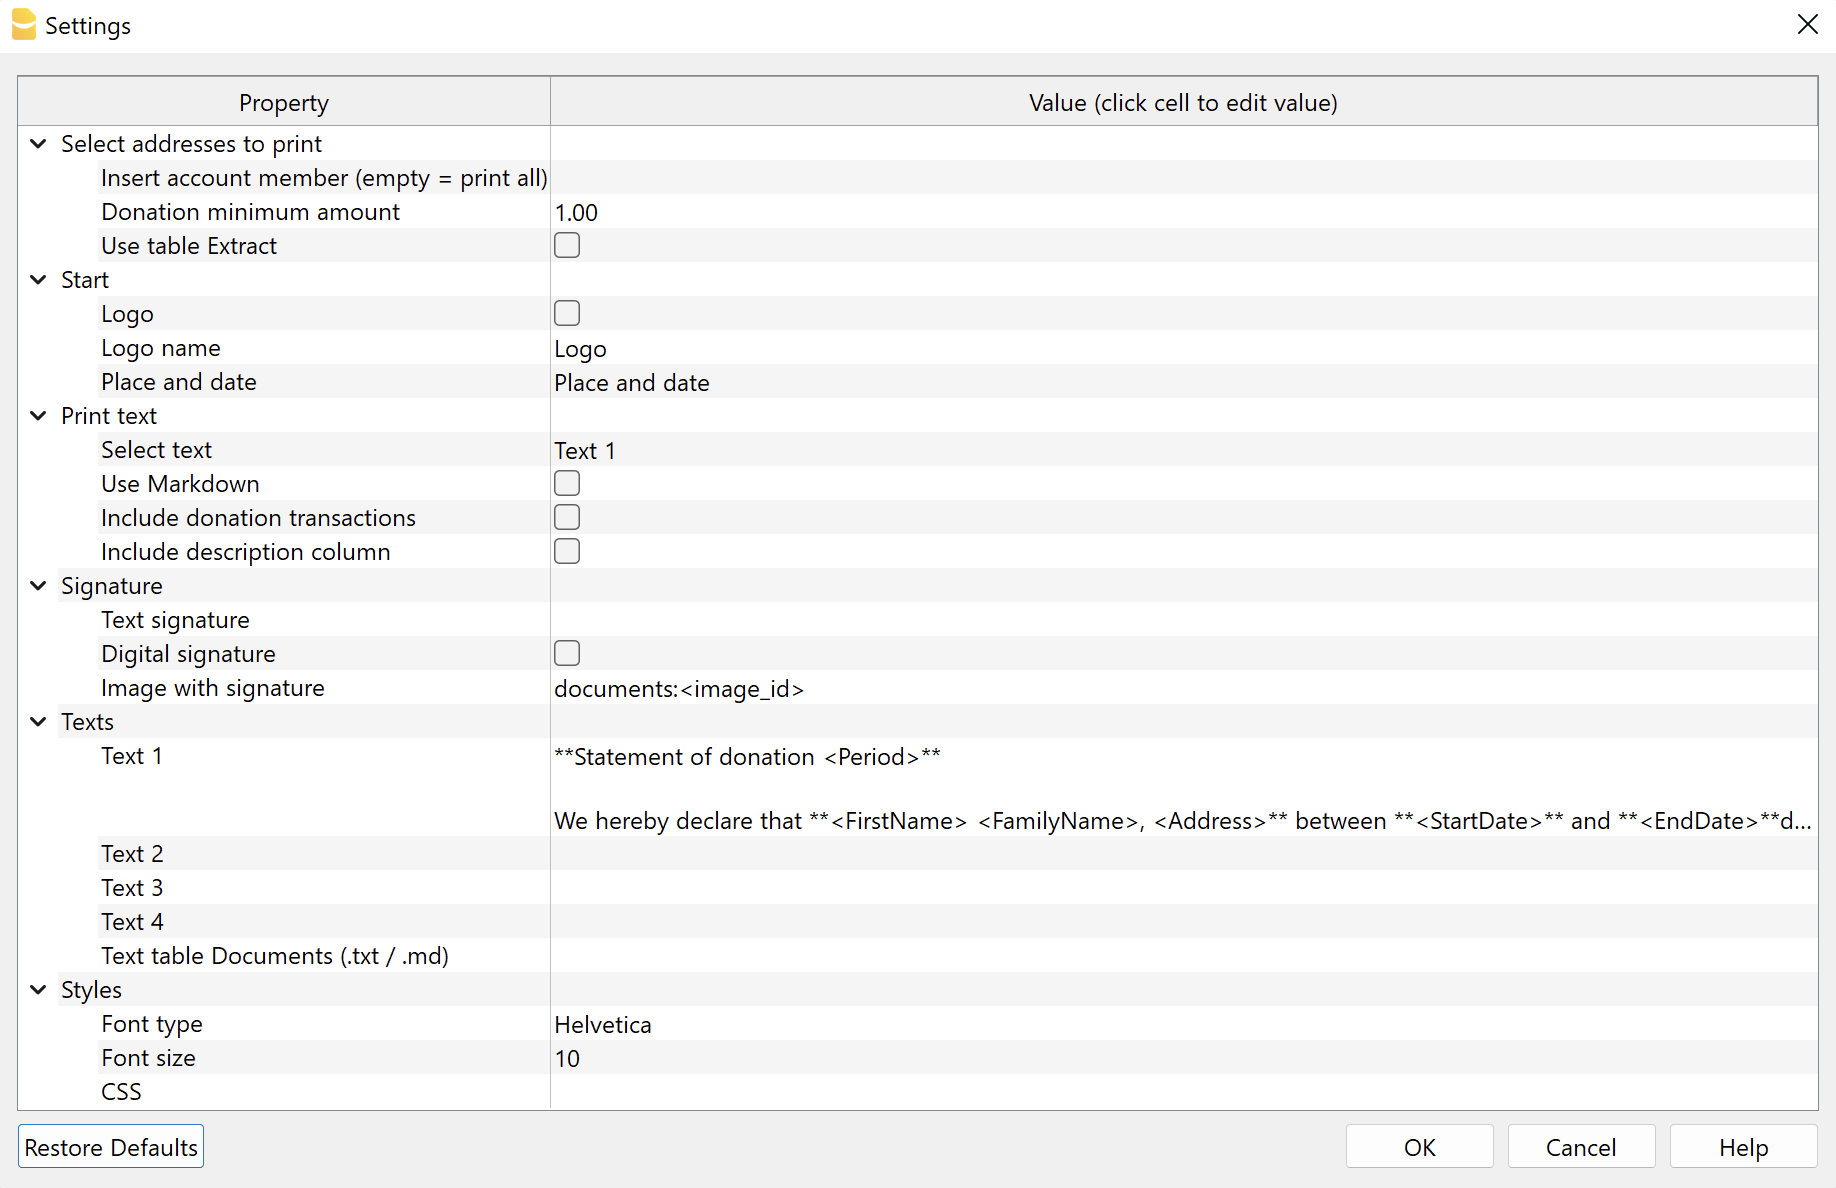 Settings
Property Value (click cell to edit value)
Select addresses to print
Insert account member (empty = print all)
Donation minimum amount 1.00
Use table Extract
Start
Logo
Logo name Logo
Place and date Place and date
Print text
Select text Text 1
Use Markdown
Include donation transactions
Include description column
Signature
Text signature
Digital signature
Image with signature documents:<image_id>
Texts
Text 1 **Statement of donation <Period>**
We hereby declare that **<FirstName> <FamilyName>, <Address>** between **<StartDate>** and **<EndDate>**d...
Text 2
Text 3
Text 4
Text table Documents (.txt / .md)
Styles
Font type Helvetica
Font size 10
CSS
Restore Defaults OK Cancel Help